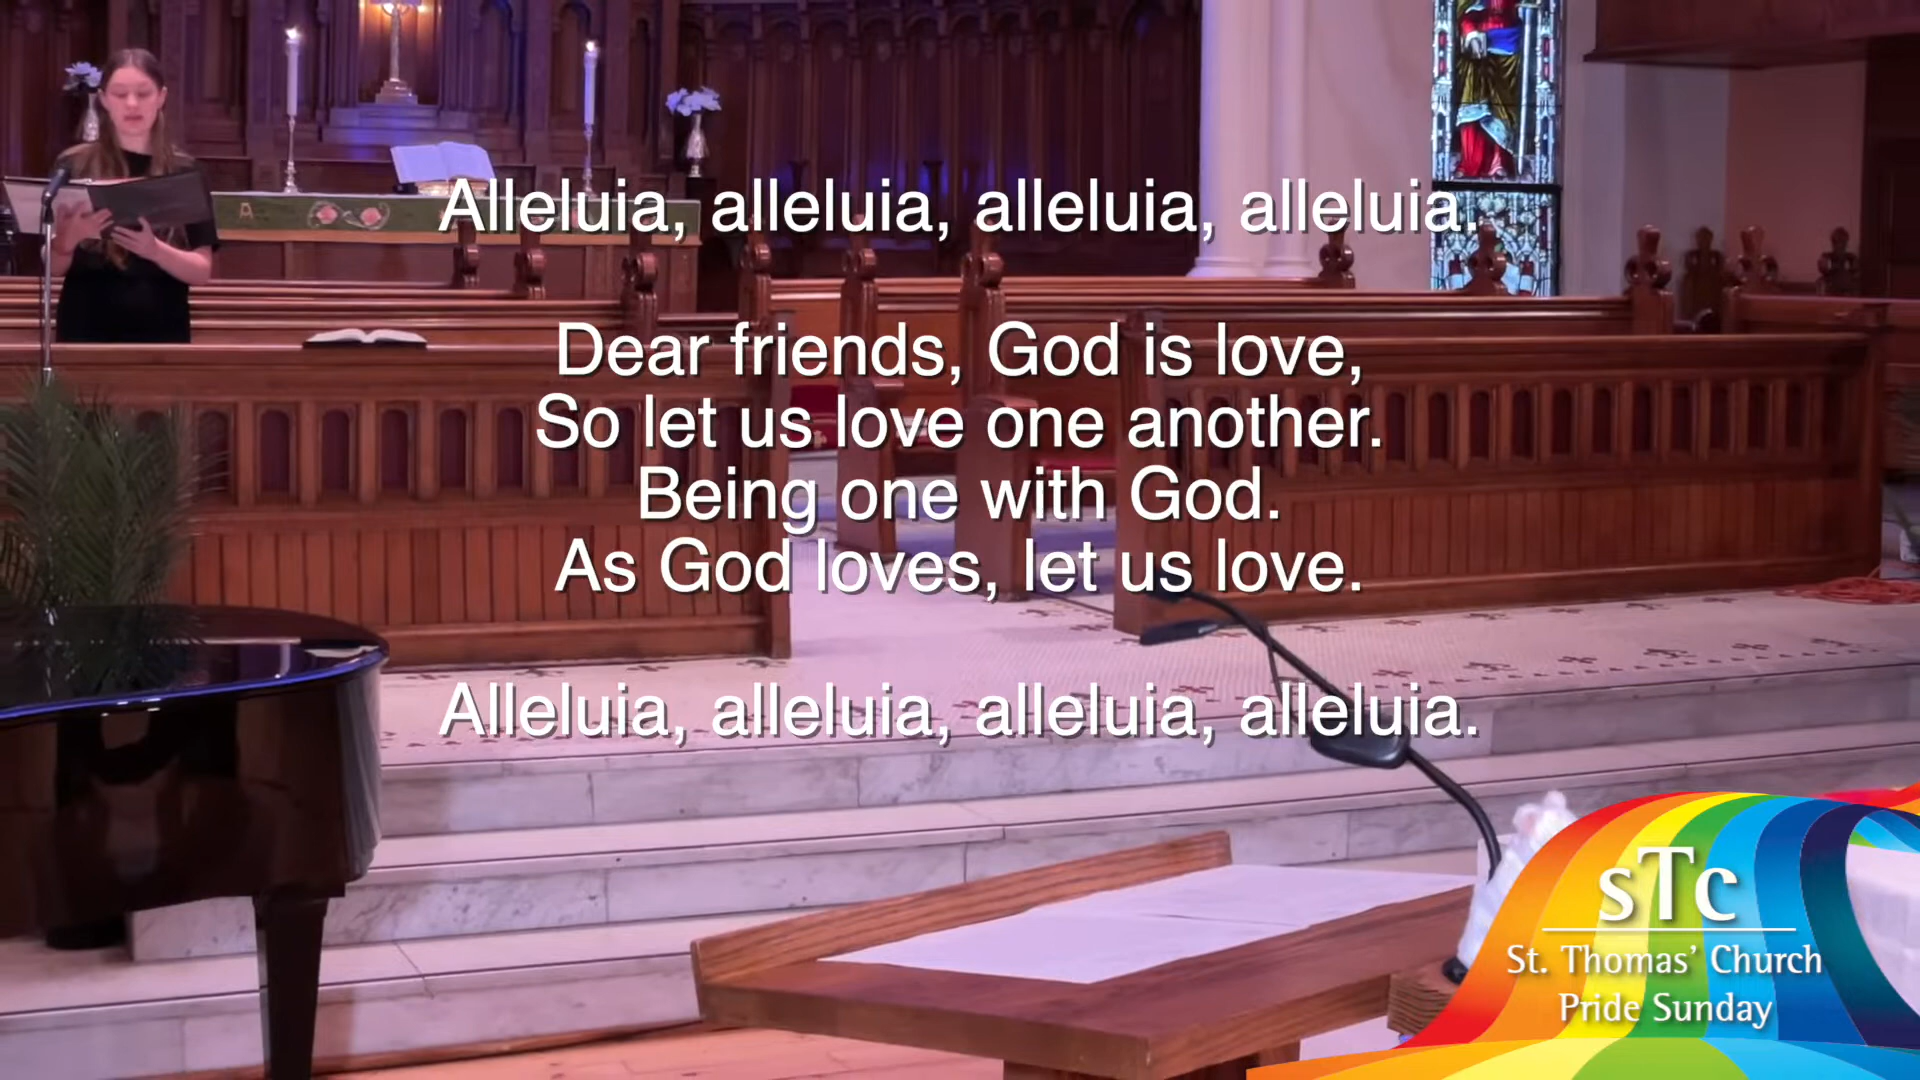 Alleluia, alleluia, alleluia, alleluia.
Dear friends, God is love,
So let us love one another.
Being one with God.
As God loves, let us love.
Alleluia, alleluia, alleluia, alleluia.
sTc
St. Thomas' Church
Pride Sunday